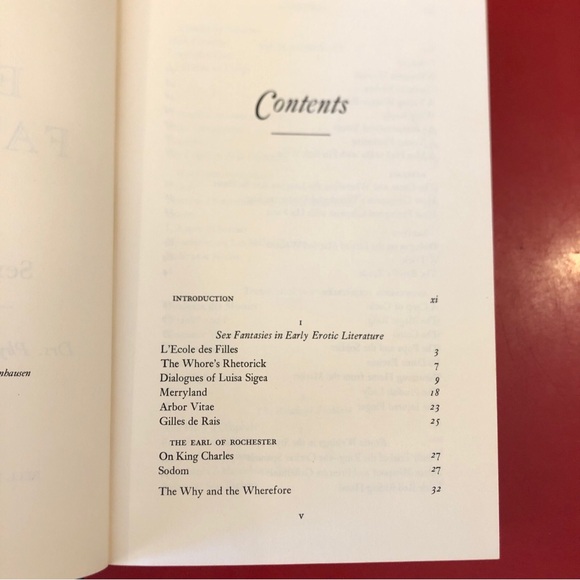 nhausen
Contents
INTRODUCTION xi
I
Sex Fantasies in Early Erotic Literature
L'Ecole des Filles 3
The Whore's Rhetorick 7
Dialogues of Luisa Sigea 9
Merryland 18
Arbor Vitae 23
Gilles de Rais 25
THE EARL OF ROCHESTER
On King Charles 27
Sodom 27
The Why and the Wherefore 32
v